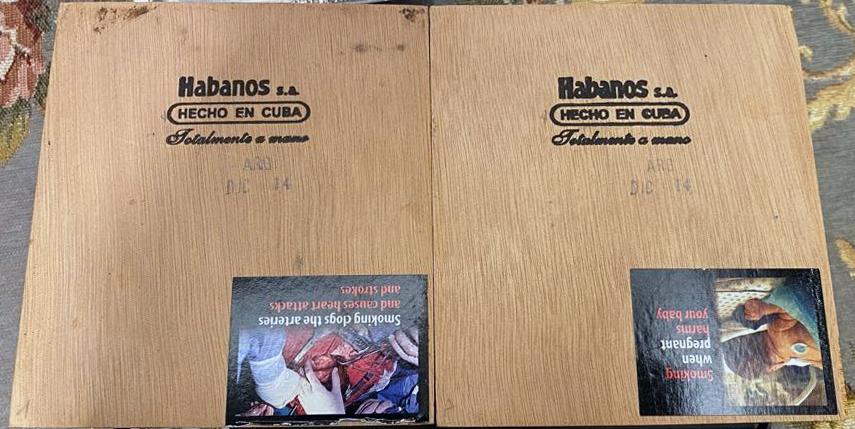 Habanos s.a.
HECHO EN CUBA
Totalmente a mano
ARB
DIC 14
Smoking clogs the arteries
and causes heart attacks
and strokes
Habanos s.a.
HECHO EN CUBA
Totalmente a mano
ARB
DIC 14
Smoking
when
pregnant
harms
your baby